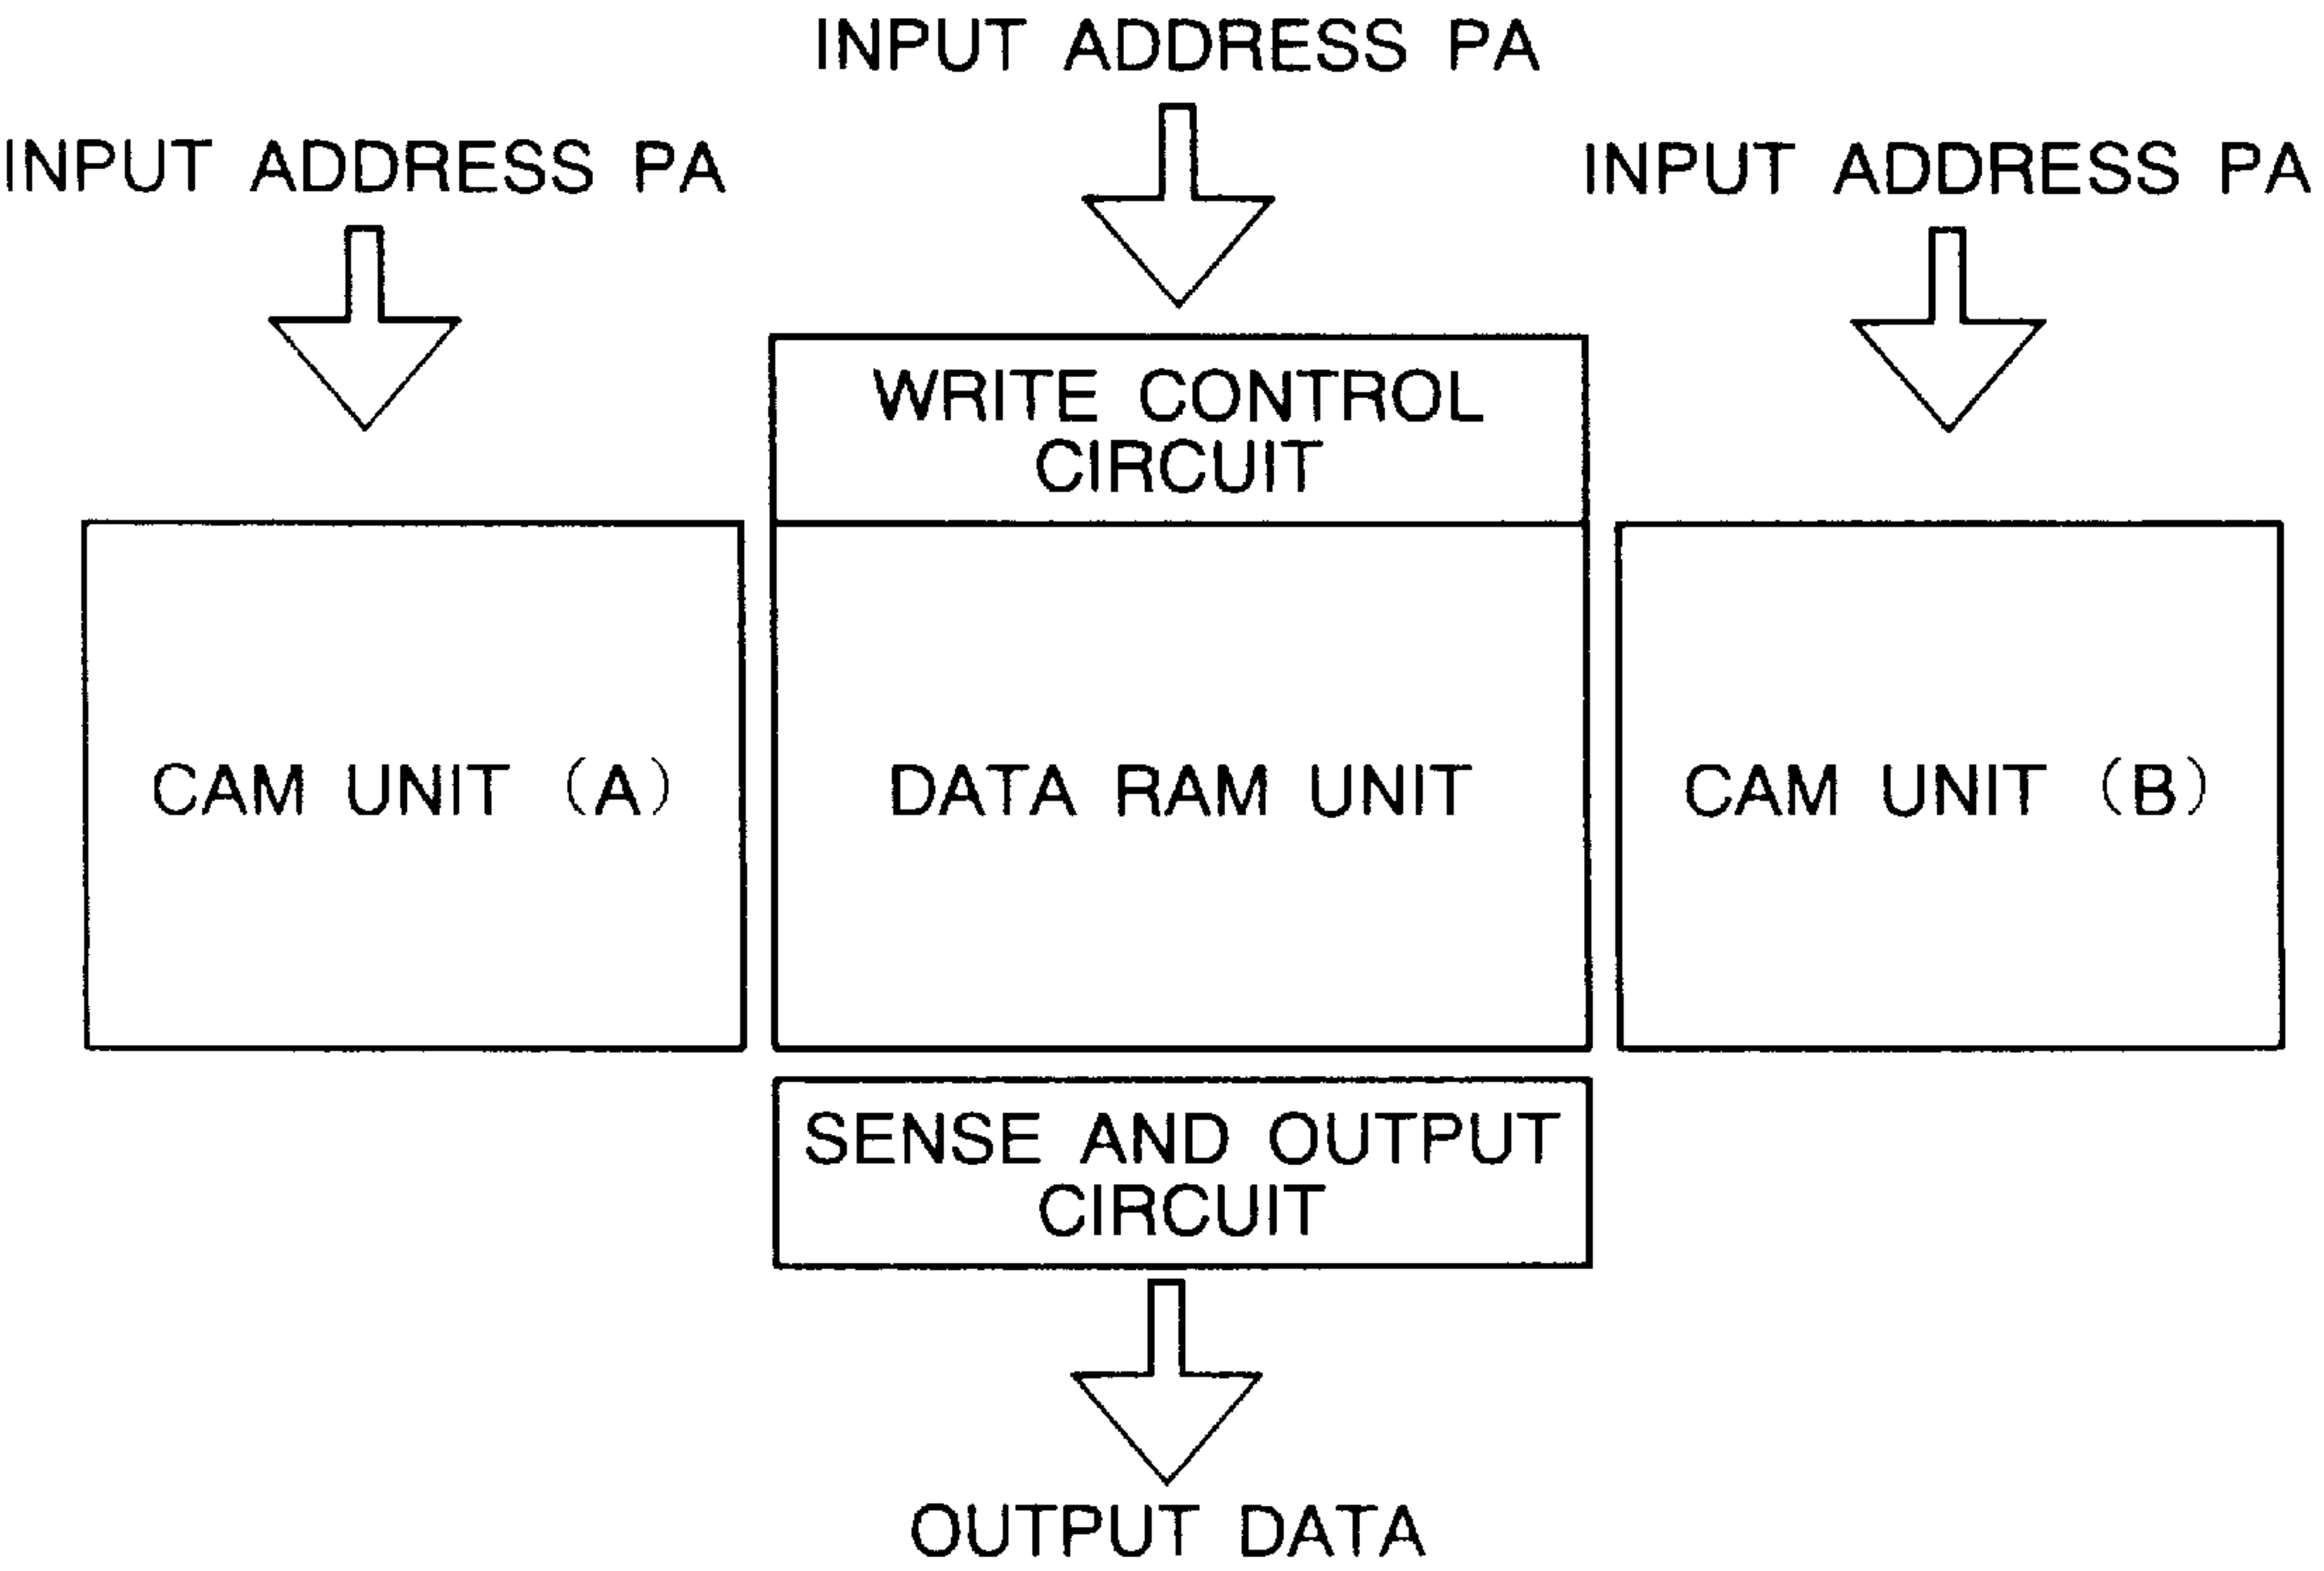 INPUT ADDRESS PA
INPUT ADDRESS PA
INPUT ADDRESS PA
WRITE CONTROL
CIRCUIT
CAM UNIT (A)
DATA RAM UNIT
CAM UNIT (B)
SENSE AND OUTPUT
CIRCUIT
OUTPUT DATA